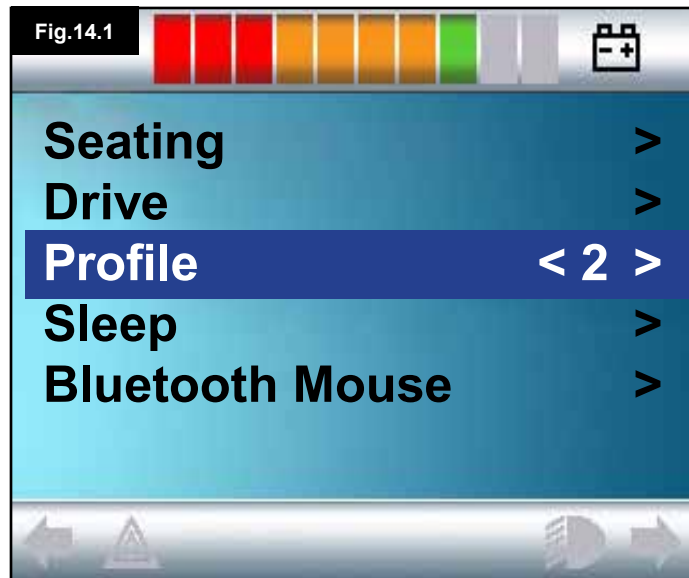 Fig.14.1
Seating >
Drive >
Profile < 2 >
Sleep >
Bluetooth Mouse >